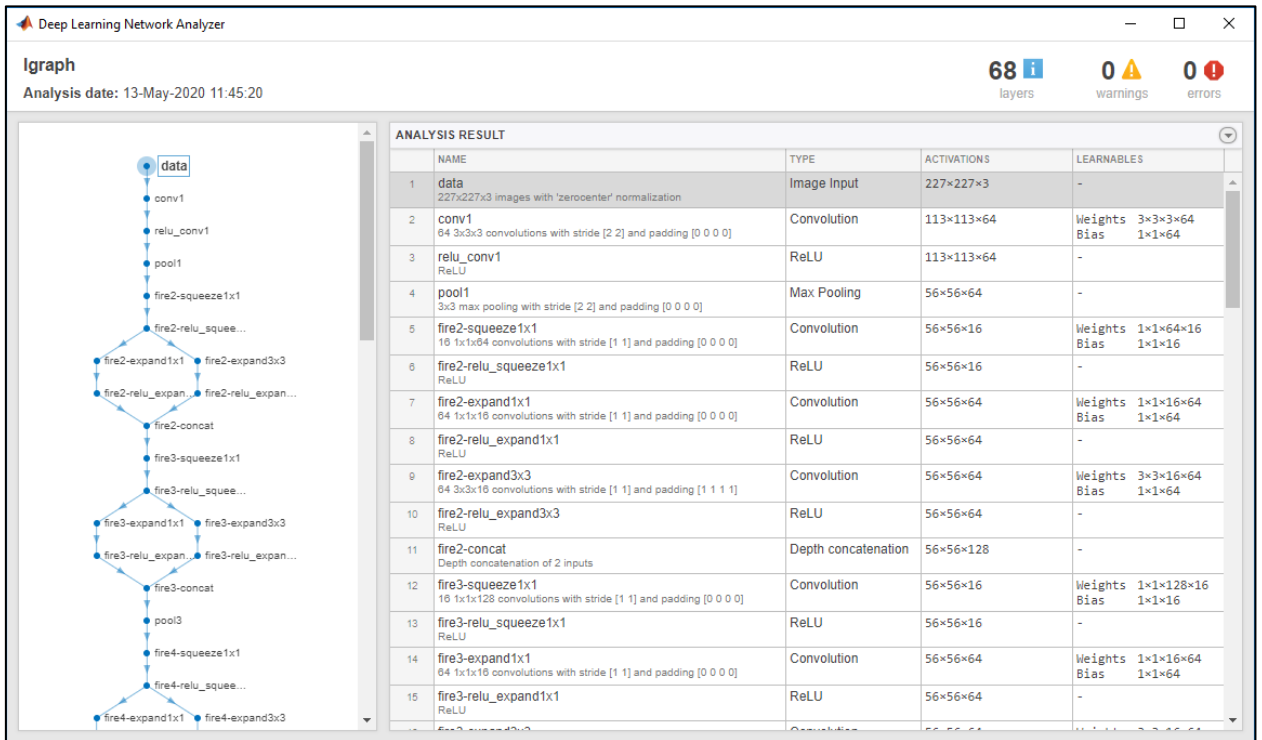 Deep Learning Network Analyzer
lgraph
Analysis date: 13-May-2020 11:45:20
68 i
layers
0
warnings
0
errors
data
conv1
relu_conv1
pool1
fire2-squeeze1x1
fire2-relu_squee...
fire2-expand1x1 fire2-expand3x3
fire2-relu_expan... fire2-relu_expan...
fire2-concat
fire3-squeeze1x1
fire3-relu_squee...
fire3-expand1x1 fire3-expand3x3
fire3-relu_expan... fire3-relu_expan...
fire3-concat
pool3
fire4-squeeze1x1
fire4-relu_squee...
fire4-expand1x1 fire4-expand3x3
ANALYSIS RESULT
NAME TYPE ACTIVATIONS LEARNABLES
1 data Image Input 227×227×3 -
227x227x3 images with 'zerocenter' normalization
2 conv1 Convolution 113×113×64 Weights 3×3×3×64
64 3x3x3 convolutions with stride [2 2] and padding [0 0 0 0] Bias 1×1×64
3 relu_conv1 ReLU 113×113×64 -
ReLU
4 pool1 Max Pooling 56×56×64 -
3x3 max pooling with stride [2 2] and padding [0 0 0 0]
5 fire2-squeeze1x1 Convolution 56×56×16 Weights 1×1×64×16
16 1x1x64 convolutions with stride [1 1] and padding [0 0 0 0] Bias 1×1×16
6 fire2-relu_squeeze1x1 ReLU 56×56×16 -
ReLU
7 fire2-expand1x1 Convolution 56×56×64 Weights 1×1×16×64
64 1x1x16 convolutions with stride [1 1] and padding [0 0 0 0] Bias 1×1×64
8 fire2-relu_expand1x1 ReLU 56×56×64 -
ReLU
9 fire2-expand3x3 Convolution 56×56×64 Weights 3×3×16×64
64 3x3x16 convolutions with stride [1 1] and padding [1 1 1 1] Bias 1×1×64
10 fire2-relu_expand3x3 ReLU 56×56×64 -
ReLU
11 fire2-concat Depth concatenation 56×56×128 -
Depth concatenation of 2 inputs
12 fire3-squeeze1x1 Convolution 56×56×16 Weights 1×1×128×16
16 1x1x128 convolutions with stride [1 1] and padding [0 0 0 0] Bias 1×1×16
13 fire3-relu_squeeze1x1 ReLU 56×56×16 -
ReLU
14 fire3-expand1x1 Convolution 56×56×64 Weights 1×1×16×64
64 1x1x16 convolutions with stride [1 1] and padding [0 0 0 0] Bias 1×1×64
15 fire3-relu_expand1x1 ReLU 56×56×64 -
ReLU